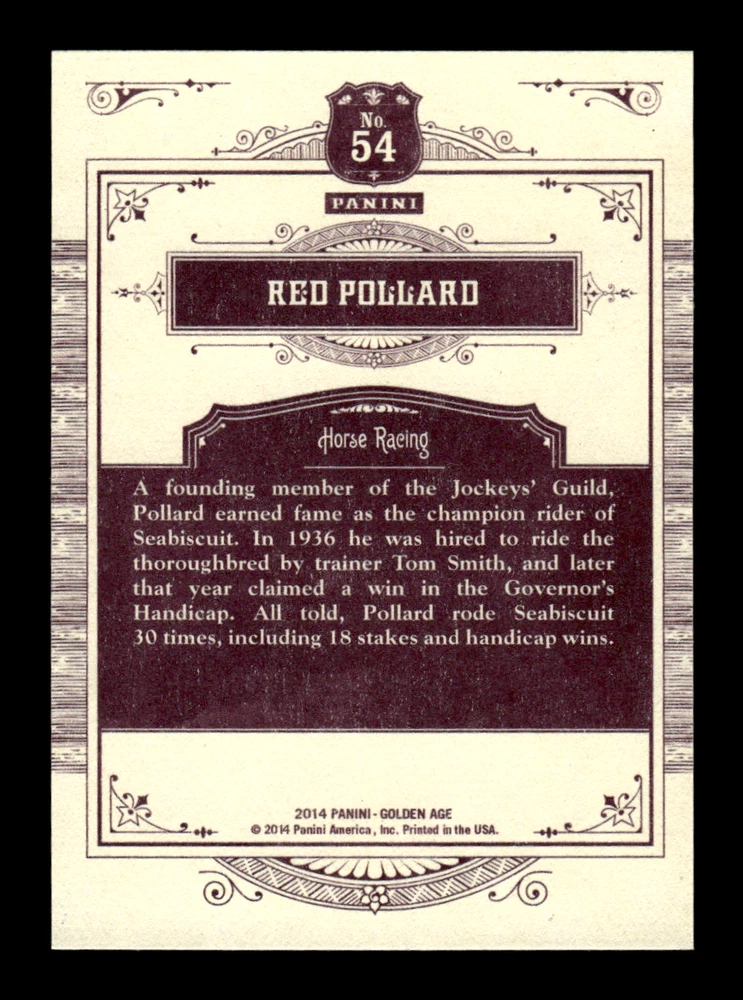 No.
54
PANINI
RED POLLARD
Horse Racing
A founding member of the Jockeys' Guild,
Pollard earned fame as the champion rider of
Seabiscuit. In 1936 he was hired to ride the
thoroughbred by trainer Tom Smith, and later
that year claimed a win in the Governor's
Handicap. All told, Pollard rode Seabiscuit
30 times, including 18 stakes and handicap wins.
2014 PANINI - GOLDEN AGE
© 2014 Panini America, Inc. Printed in the USA.